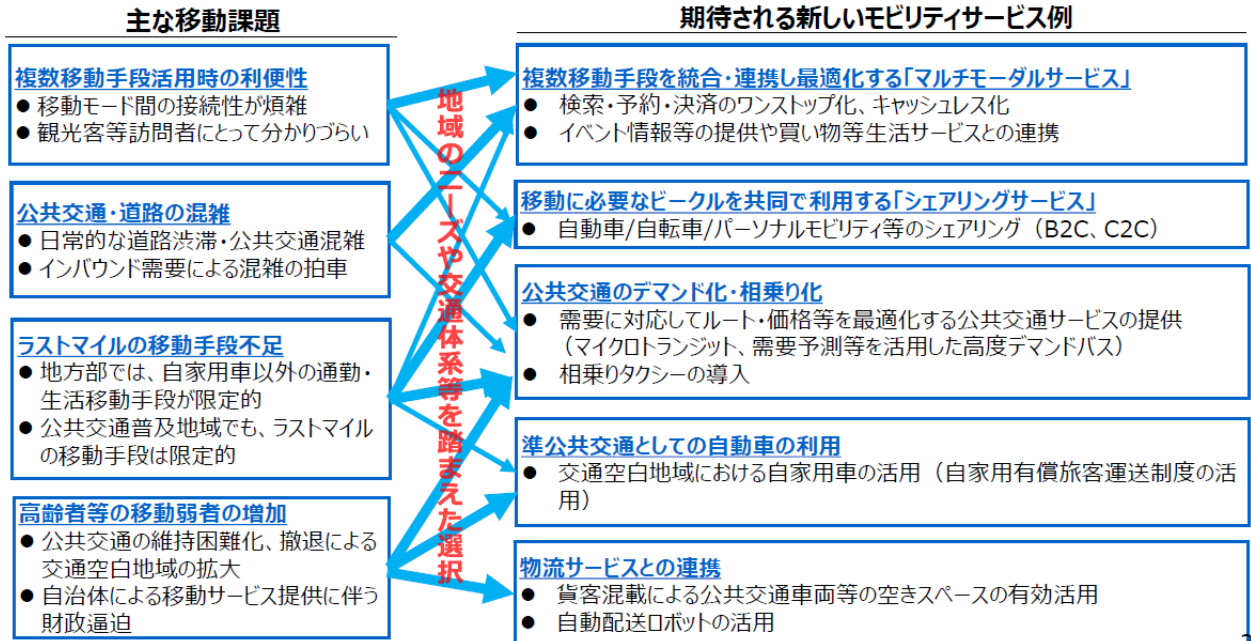 主な移動課題
複数移動手段活用時の利便性
● 移動モード間の接続性が煩雑
● 観光客等訪問者にとって分かりづらい
公共交通・道路の混雑
● 日常的な道路渋滞・公共交通混雑
● インバウンド需要による混雑の拍車
ラストマイルの移動手段不足
● 地方部では、自家用車以外の通勤・
生活移動手段が限定的
● 公共交通普及地域でも、ラストマイル
の移動手段は限定的
高齢者等の移動弱者の増加
● 公共交通の維持困難化、撤退による
交通空白地域の拡大
● 自治体による移動サービス提供に伴う
財政逼迫
地域のニーズや交通体系等を踏まえた選択
期待される新しいモビリティサービス例
複数移動手段を統合・連携し最適化する「マルチモーダルサービス」
● 検索・予約・決済のワンストップ化、キャッシュレス化
● イベント情報等の提供や買い物等生活サービスとの連携
移動に必要なビークルを共同で利用する「シェアリングサービス」
● 自動車/自転車/パーソナルモビリティ等のシェアリング（B2C、C2C）
公共交通のデマンド化・相乗り化
● 需要に対応してルート・価格等を最適化する公共交通サービスの提供
（マイクロトランジット、需要予測等を活用した高度デマンドバス）
● 相乗りタクシーの導入
準公共交通としての自動車の利用
● 交通空白地域における自家用車の活用（自家用有償旅客運送制度の活
用）
物流サービスとの連携
● 貨客混載による公共交通車両等の空きスペースの有効活用
● 自動配送ロボットの活用